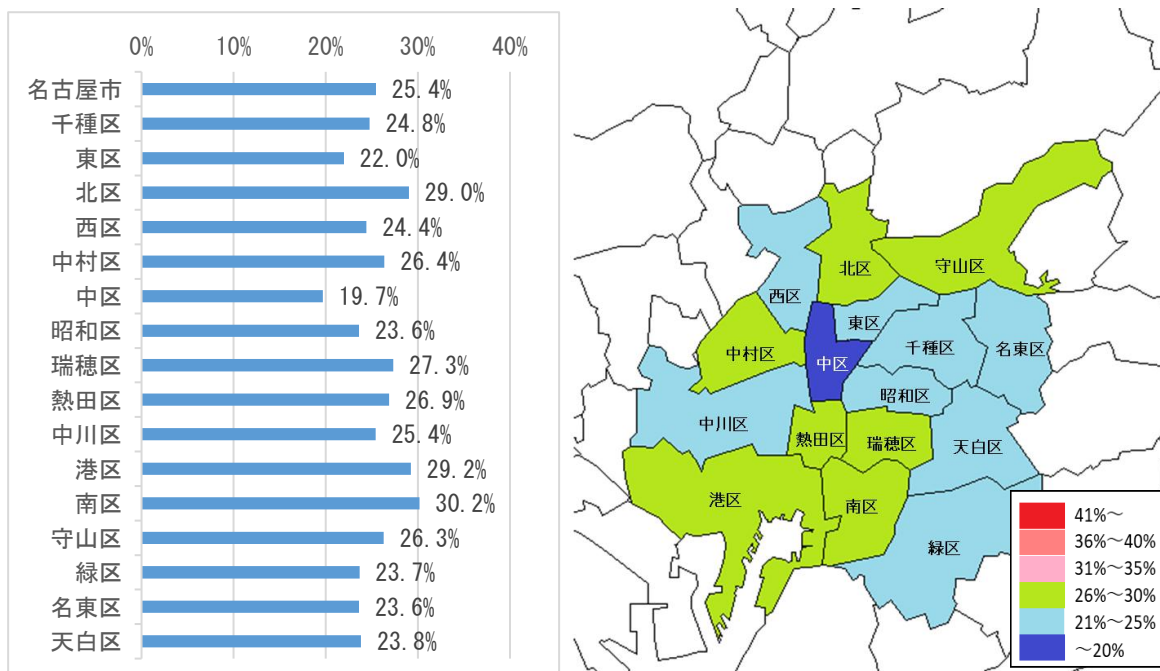 0% 10% 20% 30% 40%
名古屋市 25.4%
千種区 24.8%
東区 22.0%
北区 29.0%
西区 24.4%
中村区 26.4%
中区 19.7%
昭和区 23.6%
瑞穂区 27.3%
熱田区 26.9%
中川区 25.4%
港区 29.2%
南区 30.2%
守山区 26.3%
緑区 23.7%
名東区 23.6%
天白区 23.8%
北区 守山区
西区
東区
中村区 中区 千種区 名東区
昭和区
中川区 熱田区 瑞穂区 天白区
港区 南区
緑区
41%～
36%～40%
31%～35%
26%～30%
21%～25%
～20%